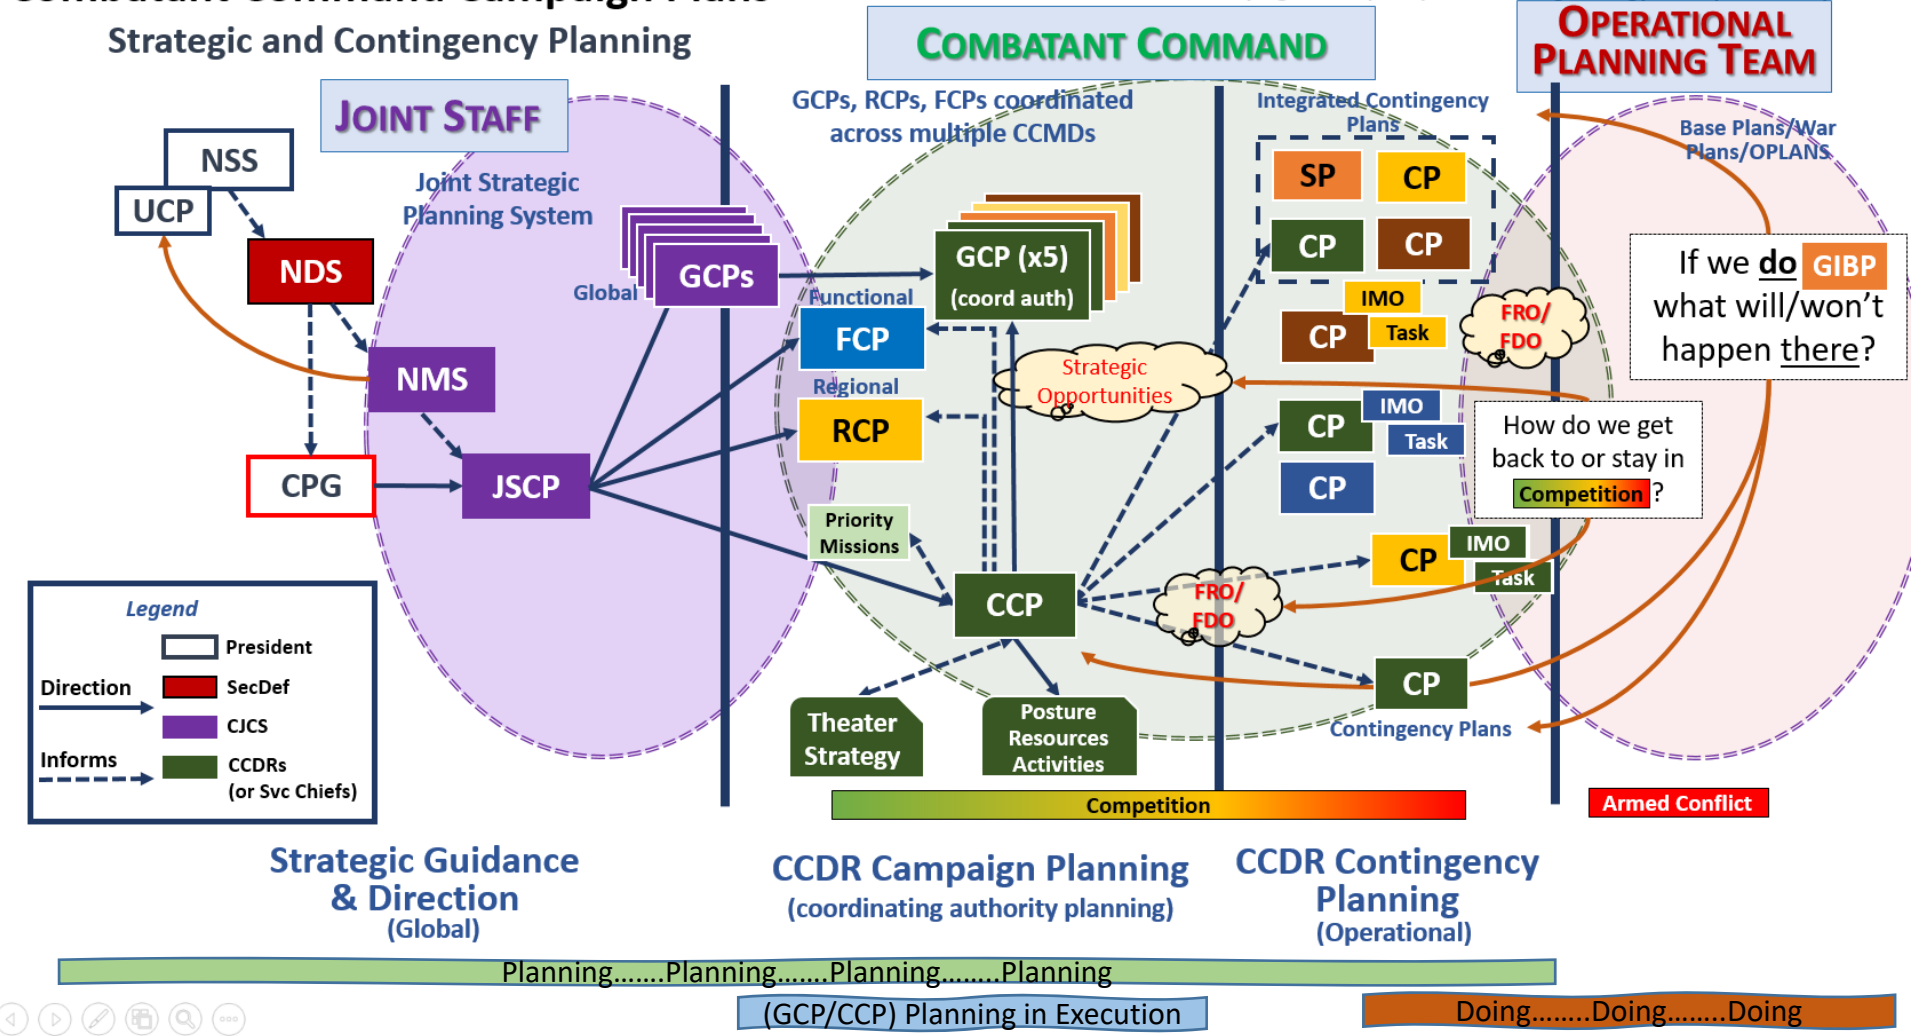 Combatant Command Campaign Plans
Strategic and Contingency Planning
COMBATANT COMMAND
OPERATIONAL
PLANNING TEAM
JOINT STAFF
GCPs, RCPs, FCPs coordinated
across multiple CCMDs
Integrated Contingency
Plans
Base Plans/War
Plans/OPLANS
NSS
UCP
Joint Strategic
Planning System
NDS
GCPs
Global
NMS
CPG
JSCP
GCP (x5)
(coord auth)
Functional
FCP
Regional
RCP
Strategic
Opportunities
Priority
Missions
CCP
Theater
Strategy
Posture
Resources
Activities
SP
CP
CP
CP
IMO
CP
Task
FRO/
FDO
CP
IMO
Task
CP
CP
IMO
Task
FRO/
FDO
CP
Contingency Plans
If we do GIBP
what will/won't
happen there?
How do we get
back to or stay in
Competition ?
Legend
President
Direction
SecDef
CJCS
Informs
CCDRs
(or Svc Chiefs)
Competition
Armed Conflict
Strategic Guidance
& Direction
(Global)
CCDR Campaign Planning
(coordinating authority planning)
CCDR Contingency
Planning
(Operational)
Planning.......Planning.......Planning........Planning
(GCP/CCP) Planning in Execution
Doing........Doing........Doing